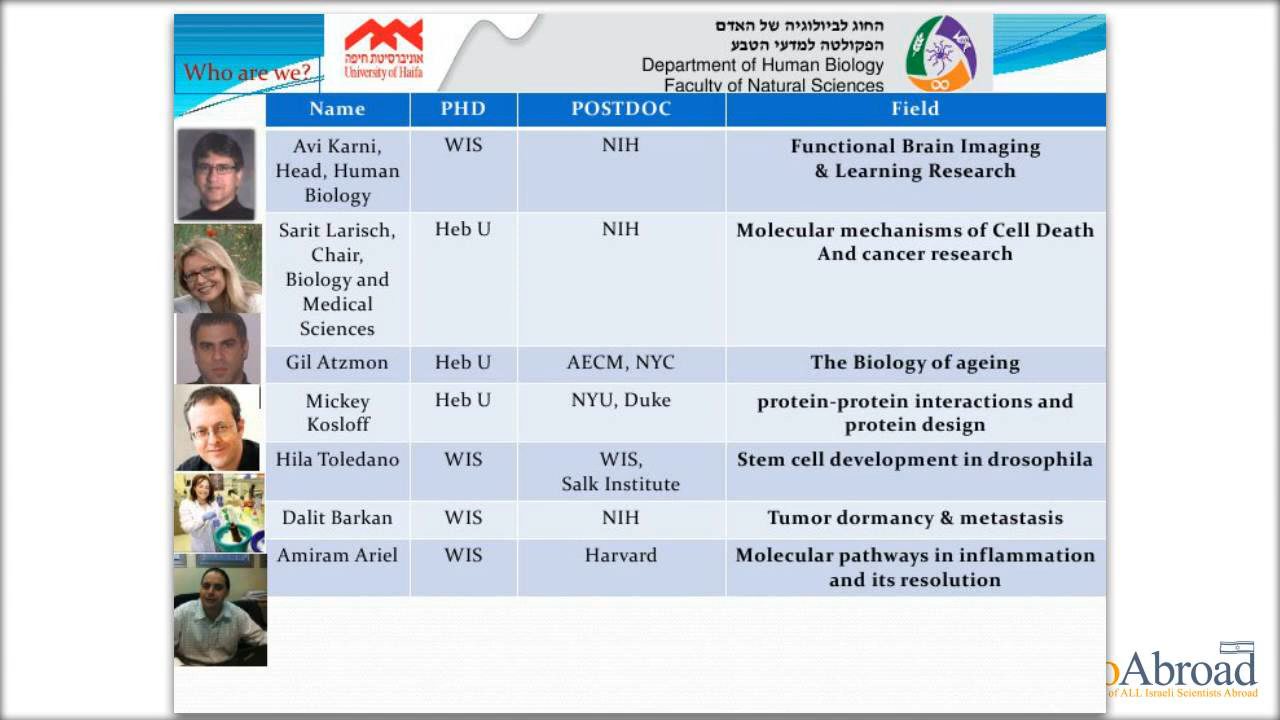 Who are we?
אוניברסיטת חיפה
University of Haifa
החוג לביולוגיה של האדם
הפקולטה למדעי הטבע
Department of Human Biology
Faculty of Natural Sciences
Name PHD POSTDOC Field
Avi Karni,
Head, Human
Biology
WIS
NIH
Functional Brain Imaging
& Learning Research
Sarit Larisch,
Chair,
Biology and
Medical
Sciences
Heb U
NIH
Molecular mechanisms of Cell Death
And cancer research
Gil Atzmon
Heb U
AECM, NYC
The Biology of ageing
Mickey
Kosloff
Heb U
NYU, Duke
protein-protein interactions and
protein design
Hila Toledano
WIS
WIS,
Salk Institute
Stem cell development in drosophila
Dalit Barkan
WIS
NIH
Tumor dormancy & metastasis
Amiram Ariel
WIS
Harvard
Molecular pathways in inflammation
and its resolution
oAbroad
of ALL Israeli Scientists Abroad